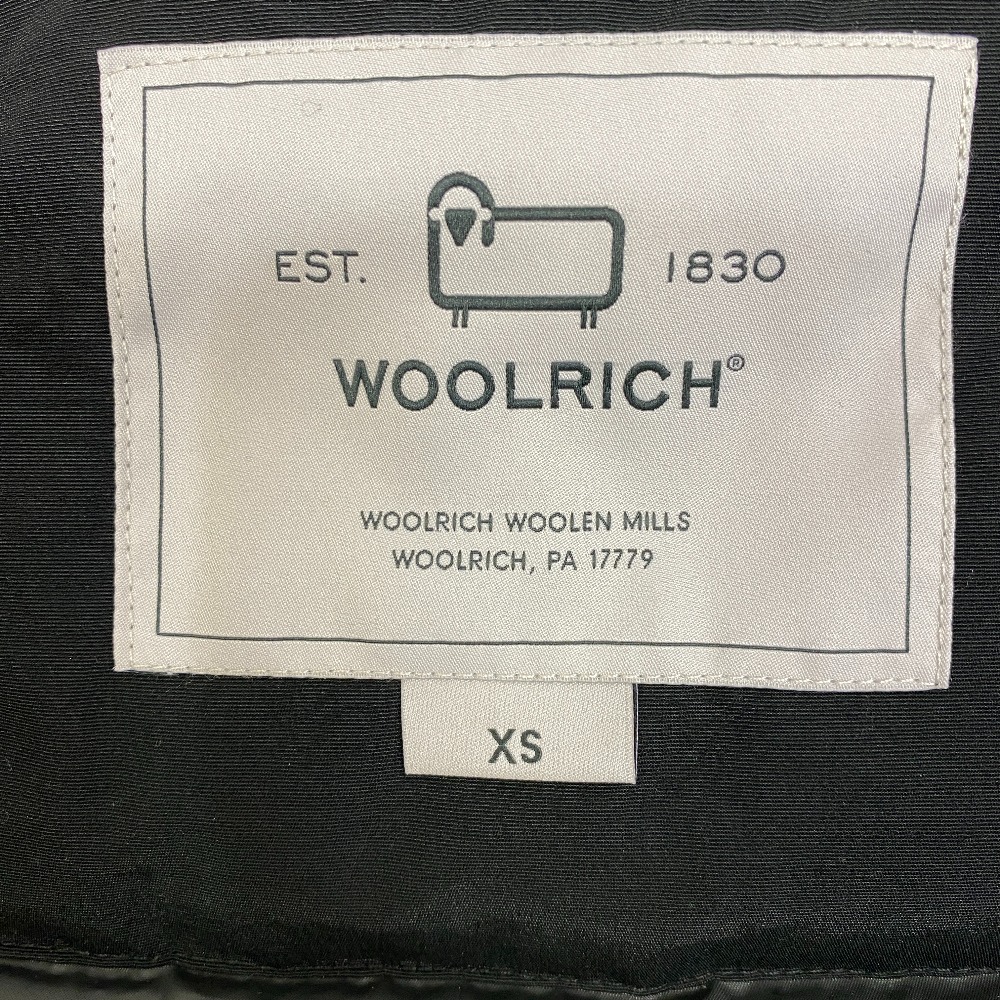 EST. 1830
WOOLRICH®
WOOLRICH WOOLEN MILLS
WOOLRICH, PA 17779
XS